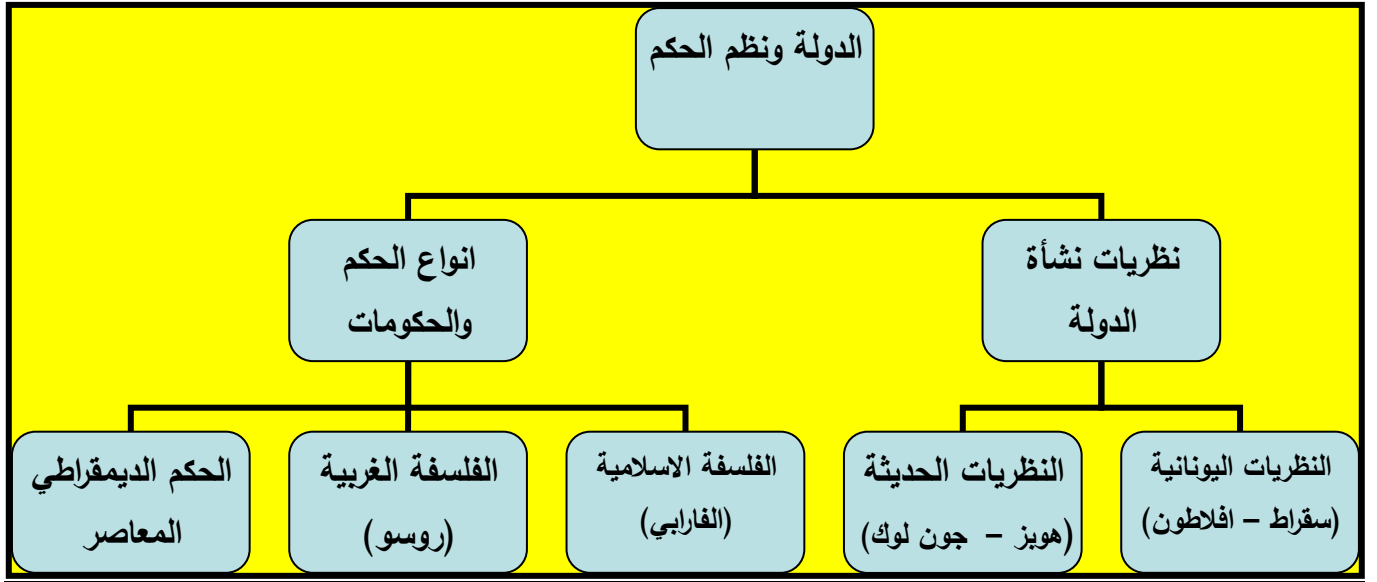 الدولة ونظم الحكم
نظريات نشأة
الدولة
انواع الحكم
والحكومات
النظريات اليونانية
(سقراط – افلاطون)
النظريات الحديثة
(هوبز – جون لوك)
الفلسفة الاسلامية
(الفارابي)
الفلسفة الغربية
(روسو)
الحكم الديمقراطي
المعاصر